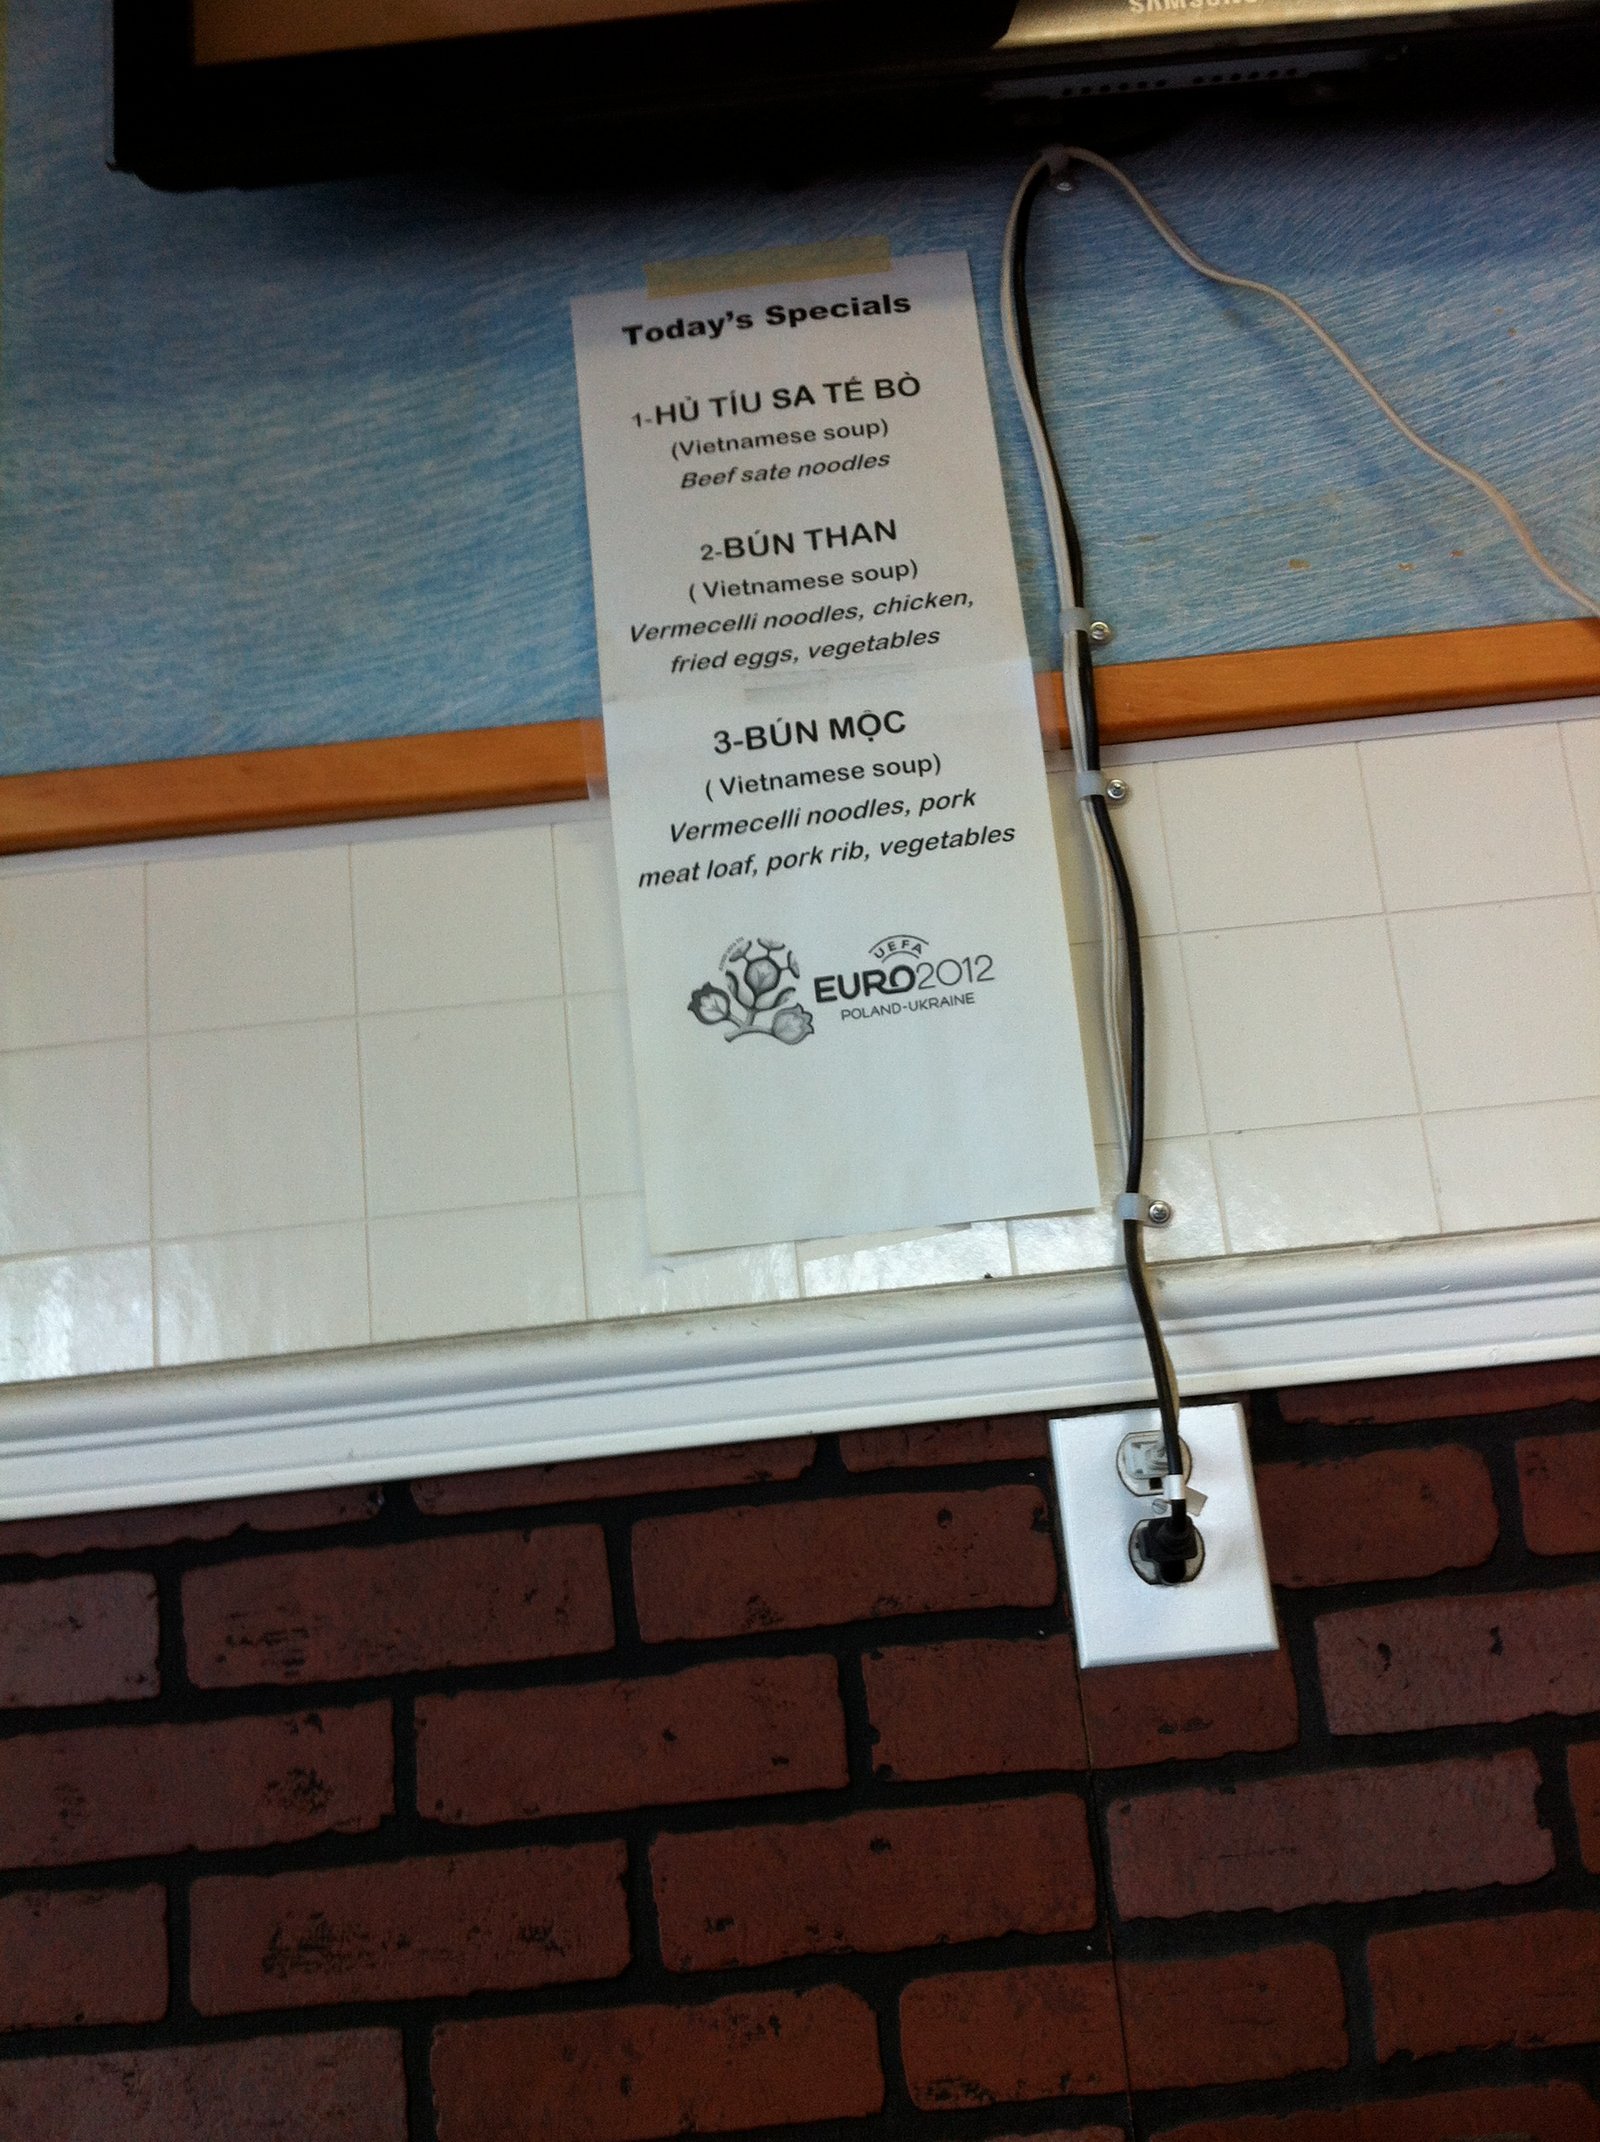 SAMSUNG
Today's Specials
1-HỦ TÍU SA TẾ BÒ
(Vietnamese soup)
Beef sate noodles
2-BÚN THAN
( Vietnamese soup)
Vermecelli noodles, chicken,
fried eggs, vegetables
3-BÚN MỘC
( Vietnamese soup)
Vermecelli noodles, pork
meat loaf, pork rib, vegetables
UEFA
EURO2012
POLAND-UKRAINE